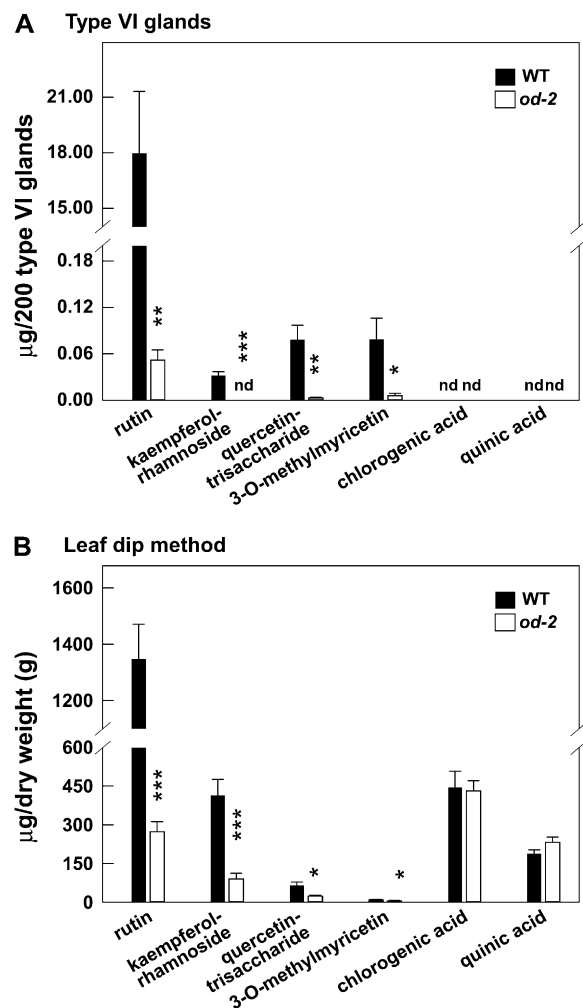 A Type VI glands
WT
od-2
µg/200 type VI glands
21.00
18.00
15.00
0.18
0.12
0.06
0.00
**
***
nd
**
*
nd nd
nd nd
rutin
kaempferol-
rhamnoside
quercetin-
trisaccharide
3-O-methylmyricetin
chlorogenic acid
quinic acid
B Leaf dip method
WT
od-2
µg/dry weight (g)
1600
1400
1200
600
450
300
150
0
***
***
*
*
rutin
kaempferol-
rhamnoside
quercetin-
trisaccharide
3-O-methylmyricetin
chlorogenic acid
quinic acid